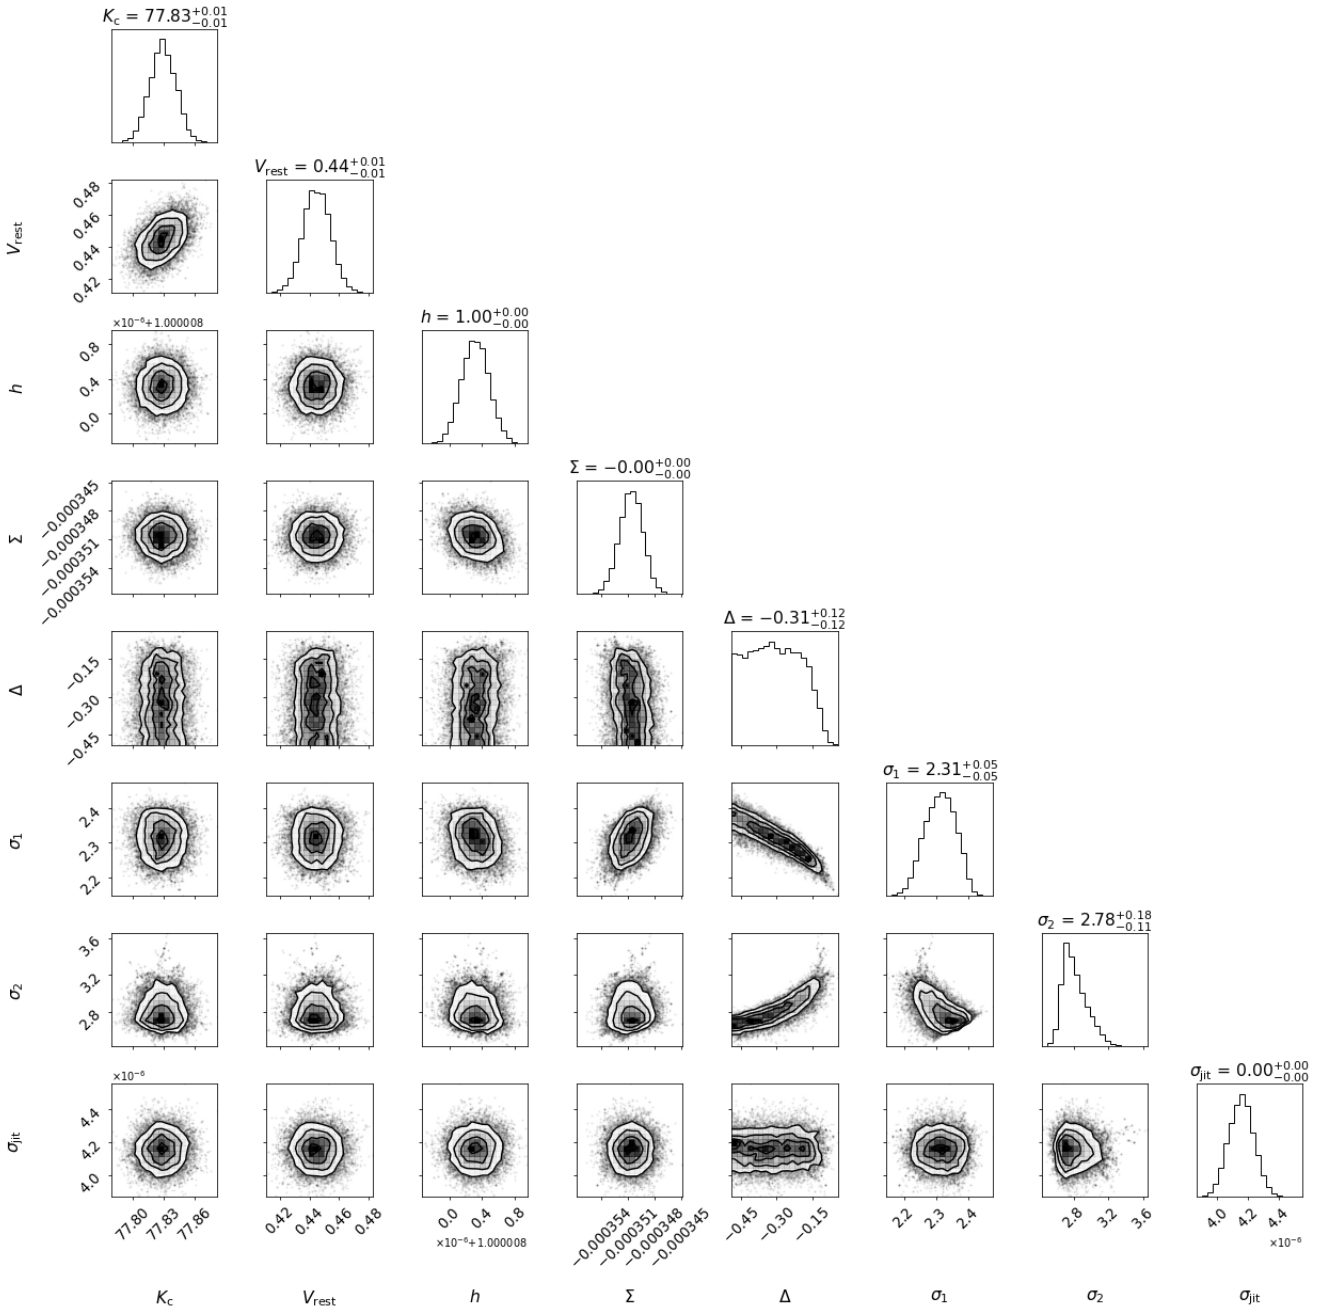 K_c = 77.83^{+0.01}_{−0.01}
V_rest = 0.44^{+0.01}_{−0.01}
V_rest
0.48
0.46
0.44
0.42
h = 1.00^{+0.00}_{−0.00}
×10⁻⁶+1.000008
h
0.8
0.4
0.0
Σ = −0.00^{+0.00}_{−0.00}
Σ
−0.000345
−0.000348
−0.000351
−0.000354
Δ = −0.31^{+0.12}_{−0.12}
Δ
−0.15
−0.30
−0.45
σ₁ = 2.31^{+0.05}_{−0.05}
σ₁
2.4
2.3
2.2
σ₂ = 2.78^{+0.18}_{−0.11}
σ₂
3.6
3.2
2.8
σ_jit = 0.00^{+0.00}_{−0.00}
×10⁻⁶
σ_jit
4.4
4.2
4.0
77.80 77.83 77.86 0.42 0.44 0.46 0.48 0.0 0.4 0.8 −0.000354 −0.000351 −0.000348 −0.000345 −0.45 −0.30 −0.15 2.2 2.3 2.4 2.8 3.2 3.6 4.0 4.2 4.4
×10⁻⁶+1.000008 ×10⁻⁶
K_c V_rest h Σ Δ σ₁ σ₂ σ_jit